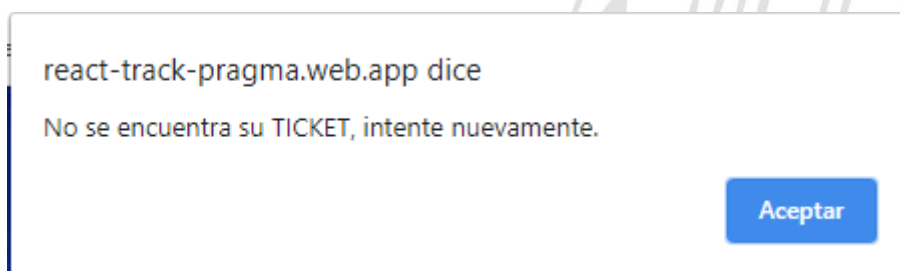 react-track-pragma.web.app dice
No se encuentra su TICKET, intente nuevamente.
Aceptar